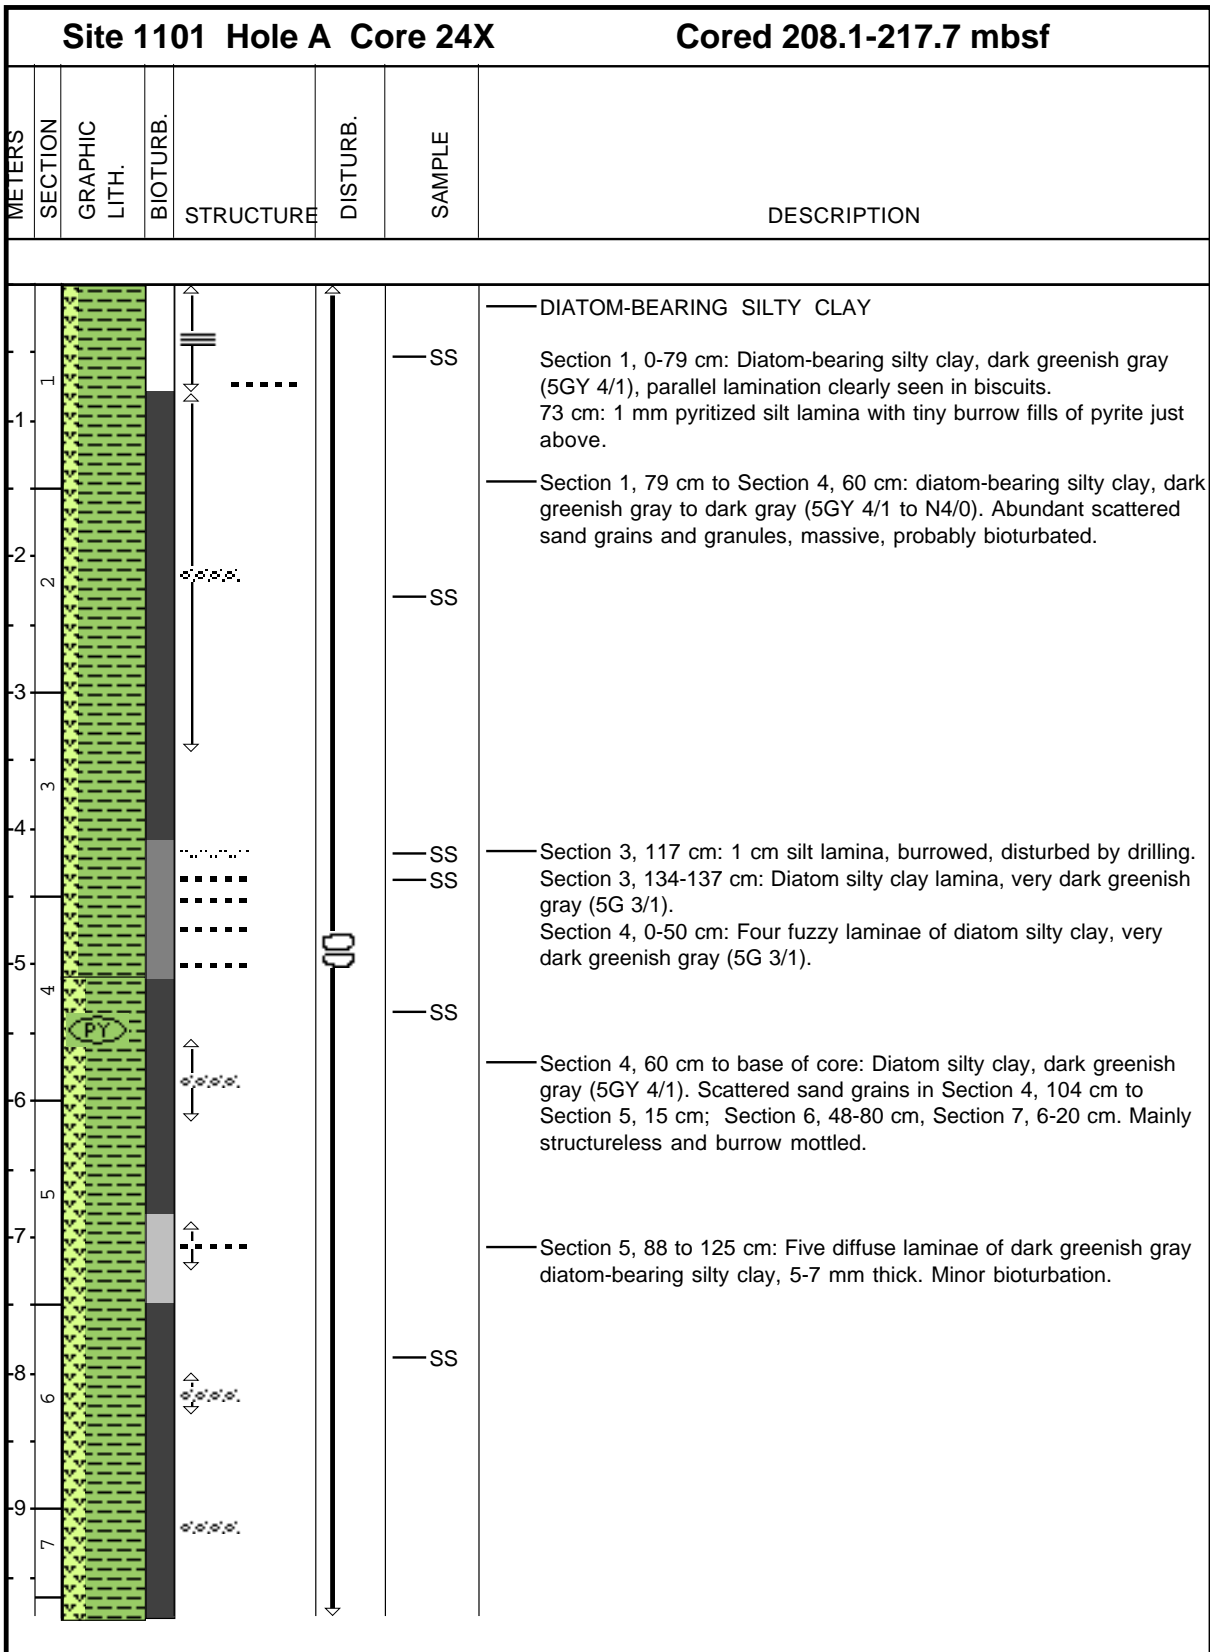 Site 1101 Hole A Core 24X Cored 208.1-217.7 mbsf
METERS
SECTION
GRAPHIC
LITH.
BIOTURB.
STRUCTURE
DISTURB.
SAMPLE
DESCRIPTION
DIATOM-BEARING SILTY CLAY
SS
Section 1, 0-79 cm: Diatom-bearing silty clay, dark greenish gray
(5GY 4/1), parallel lamination clearly seen in biscuits.
1
73 cm: 1 mm pyritized silt lamina with tiny burrow fills of pyrite just
above.
1
Section 1, 79 cm to Section 4, 60 cm: diatom-bearing silty clay, dark
greenish gray to dark gray (5GY 4/1 to N4/0). Abundant scattered
sand grains and granules, massive, probably bioturbated.
2
2
SS
3
3
4
SS
Section 3, 117 cm: 1 cm silt lamina, burrowed, disturbed by drilling.
SS
Section 3, 134-137 cm: Diatom silty clay lamina, very dark greenish
gray (5G 3/1).
Section 4, 0-50 cm: Four fuzzy laminae of diatom silty clay, very
dark greenish gray (5G 3/1).
5
4
SS
PY
Section 4, 60 cm to base of core: Diatom silty clay, dark greenish
gray (5GY 4/1). Scattered sand grains in Section 4, 104 cm to
Section 5, 15 cm; Section 6, 48-80 cm, Section 7, 6-20 cm. Mainly
structureless and burrow mottled.
6
5
7
Section 5, 88 to 125 cm: Five diffuse laminae of dark greenish gray
diatom-bearing silty clay, 5-7 mm thick. Minor bioturbation.
SS
8
6
9
7